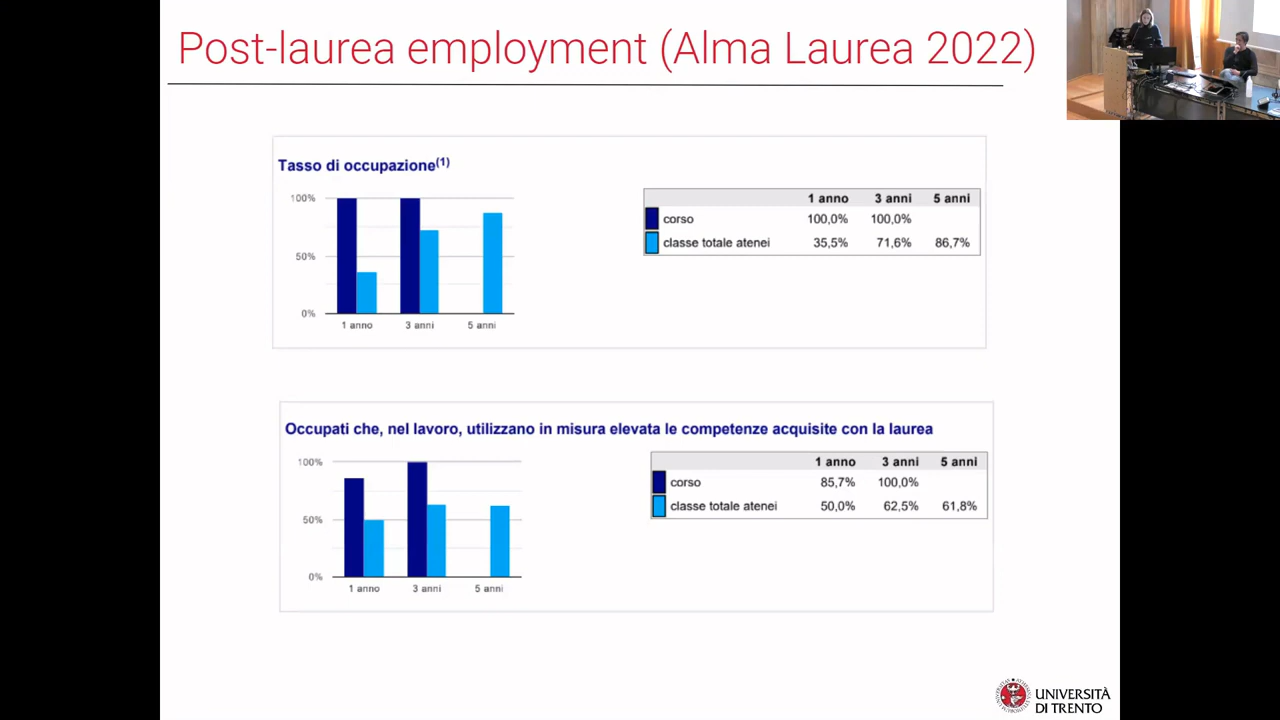 Post-laurea employment (Alma Laurea 2022)
Tasso di occupazione(1)
100%
50%
0%
1 anno 3 anni 5 anni
1 anno 3 anni 5 anni
corso 100,0% 100,0%
classe totale atenei 35,5% 71,6% 86,7%
Occupati che, nel lavoro, utilizzano in misura elevata le competenze acquisite con la laurea
100%
50%
0%
1 anno 3 anni 5 anni
1 anno 3 anni 5 anni
corso 85,7% 100,0%
classe totale atenei 50,0% 62,5% 61,8%
UNIVERSITÀ
DI TRENTO